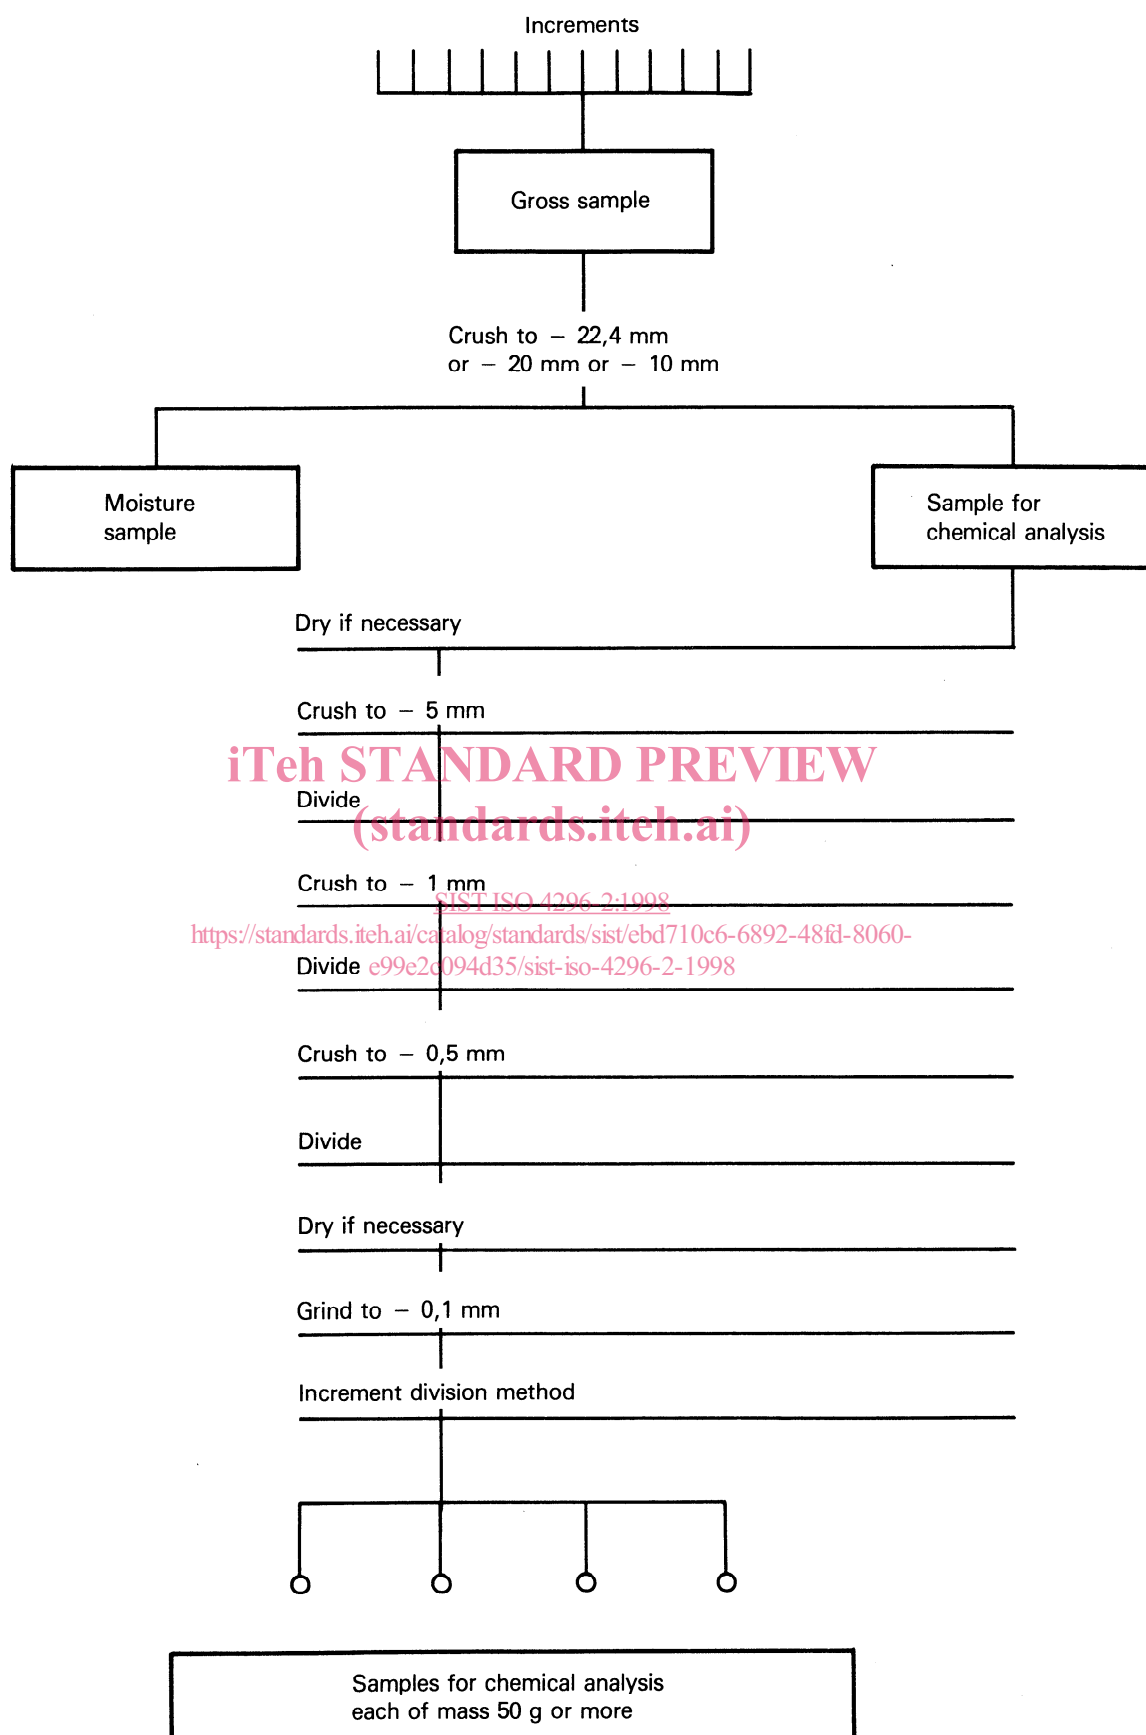 Increments
Gross sample
Crush to − 22,4 mm
or − 20 mm or − 10 mm
Moisture
sample
Sample for
chemical analysis
Dry if necessary
Crush to − 5 mm
iTeh STANDARD PREVIEW
Divide
(standards.iteh.ai)
Crush to − 1 mm
SIST ISO 4296-2:1998
https://standards.iteh.ai/catalog/standards/sist/ebd710c6-6892-48fd-8060-
Divide
e99e2c094d35/sist-iso-4296-2-1998
Crush to − 0,5 mm
Divide
Dry if necessary
Grind to − 0,1 mm
Increment division method
Samples for chemical analysis
each of mass 50 g or more